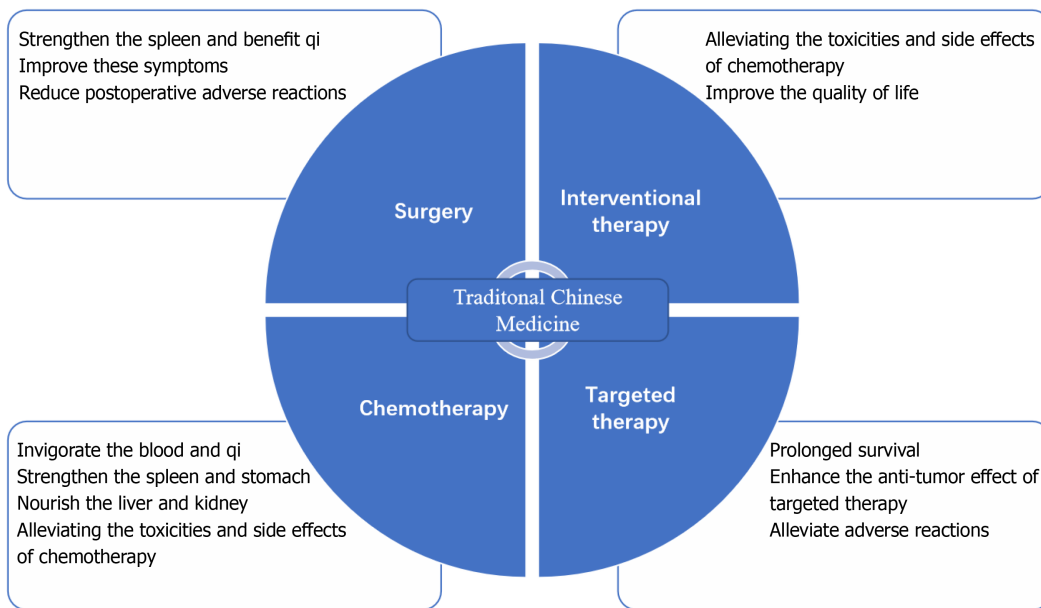 Strengthen the spleen and benefit qi
Improve these symptoms
Reduce postoperative adverse reactions
Alleviating the toxicities and side effects
of chemotherapy
Improve the quality of life
Surgery
Interventional
therapy
Traditonal Chinese
Medicine
Chemotherapy
Targeted
therapy
Invigorate the blood and qi
Strengthen the spleen and stomach
Nourish the liver and kidney
Alleviating the toxicities and side effects
of chemotherapy
Prolonged survival
Enhance the anti-tumor effect of
targeted therapy
Alleviate adverse reactions